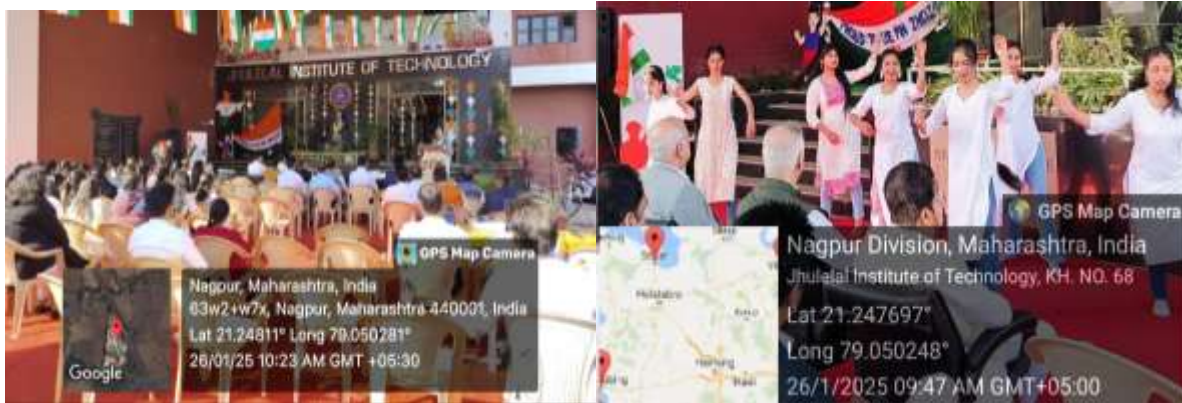 JHULELAL INSTITUTE OF TECHNOLOGY
GPS Map Camera
Nagpur, Maharashtra, India
63w2+w7x, Nagpur, Maharashtra 440001, India
Lat 21.24811° Long 79.050281°
26/01/25 10:23 AM GMT +05:30
Google
GPS Map Camera
Nagpur Division, Maharashtra, India
Jhulelal Institute of Technology, KH. NO. 68
Lat 21.247697°
Long 79.050248°
26/1/2025 09:47 AM GMT+05:00